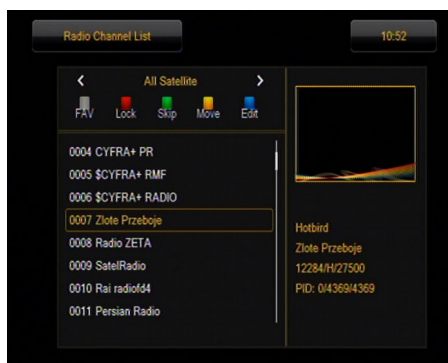 Radio Channel List
10:52
All Satellite
FAV Lock Skip Move Edit
0004 CYFRA+ PR
0005 $CYFRA+ RMF
0006 $CYFRA+ RADIO
0007 Zlote Przeboje
0008 Radio ZETA
0009 SatelRadio
0010 Rai radiofd4
0011 Persian Radio
Hotbird
Zlote Przeboje
12284/H/27500
PID: 0/4369/4369